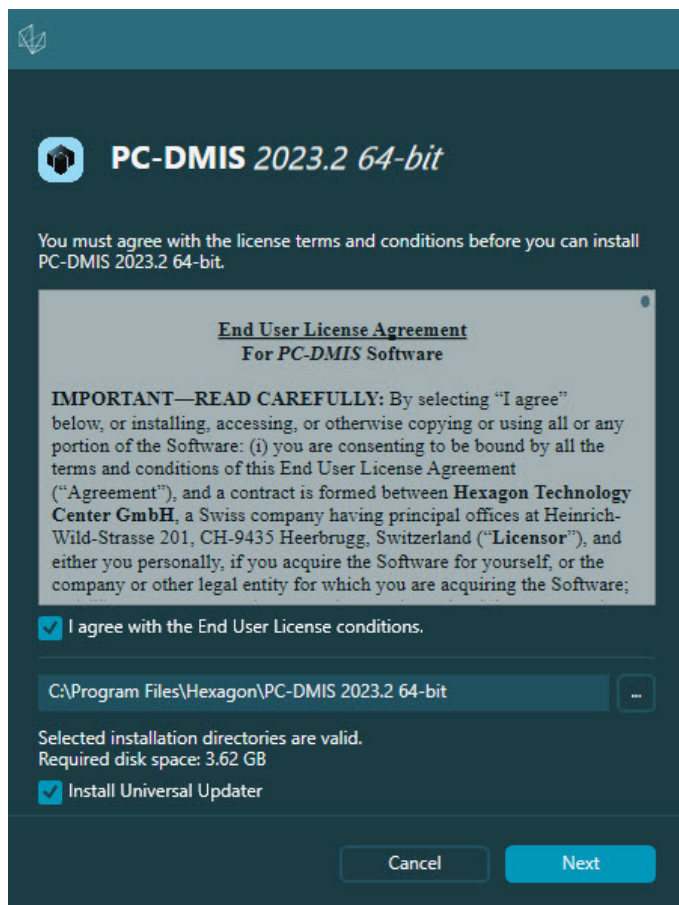 PC-DMIS 2023.2 64-bit
You must agree with the license terms and conditions before you can install
PC-DMIS 2023.2 64-bit.
End User License Agreement
For PC-DMIS Software
IMPORTANT—READ CAREFULLY: By selecting “I agree”
below, or installing, accessing, or otherwise copying or using all or any
portion of the Software: (i) you are consenting to be bound by all the
terms and conditions of this End User License Agreement
(“Agreement”), and a contract is formed between Hexagon Technology
Center GmbH, a Swiss company having principal offices at Heinrich-
Wild-Strasse 201, CH-9435 Heerbrugg, Switzerland (“Licensor”), and
either you personally, if you acquire the Software for yourself, or the
company or other legal entity for which you are acquiring the Software;
I agree with the End User License conditions.
C:\Program Files\Hexagon\PC-DMIS 2023.2 64-bit
...
Selected installation directories are valid.
Required disk space: 3.62 GB
Install Universal Updater
Cancel
Next